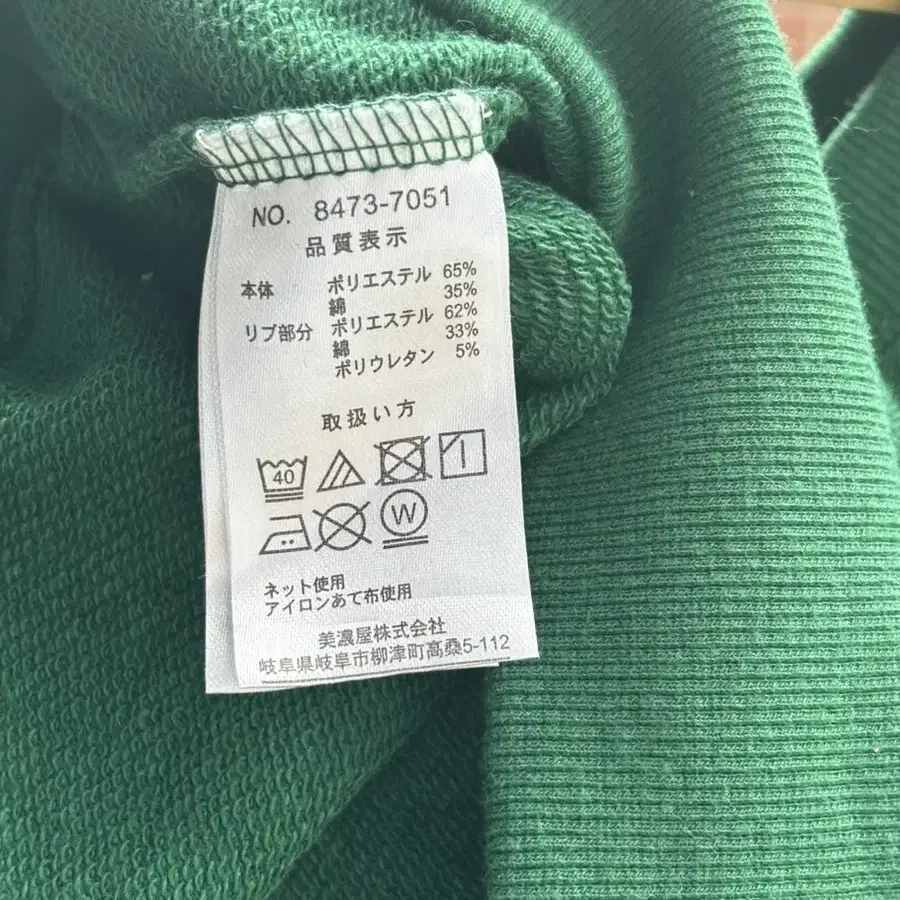 NO. 8473-7051
品質表示
本体 ポリエステル 65%
綿 35%
リブ部分 ポリエステル 62%
綿 33%
ポリウレタン 5%
取扱い方
40
W
ネット使用
アイロンあて布使用
美濃屋株式会社
岐阜県岐阜市柳津町高桑5-112